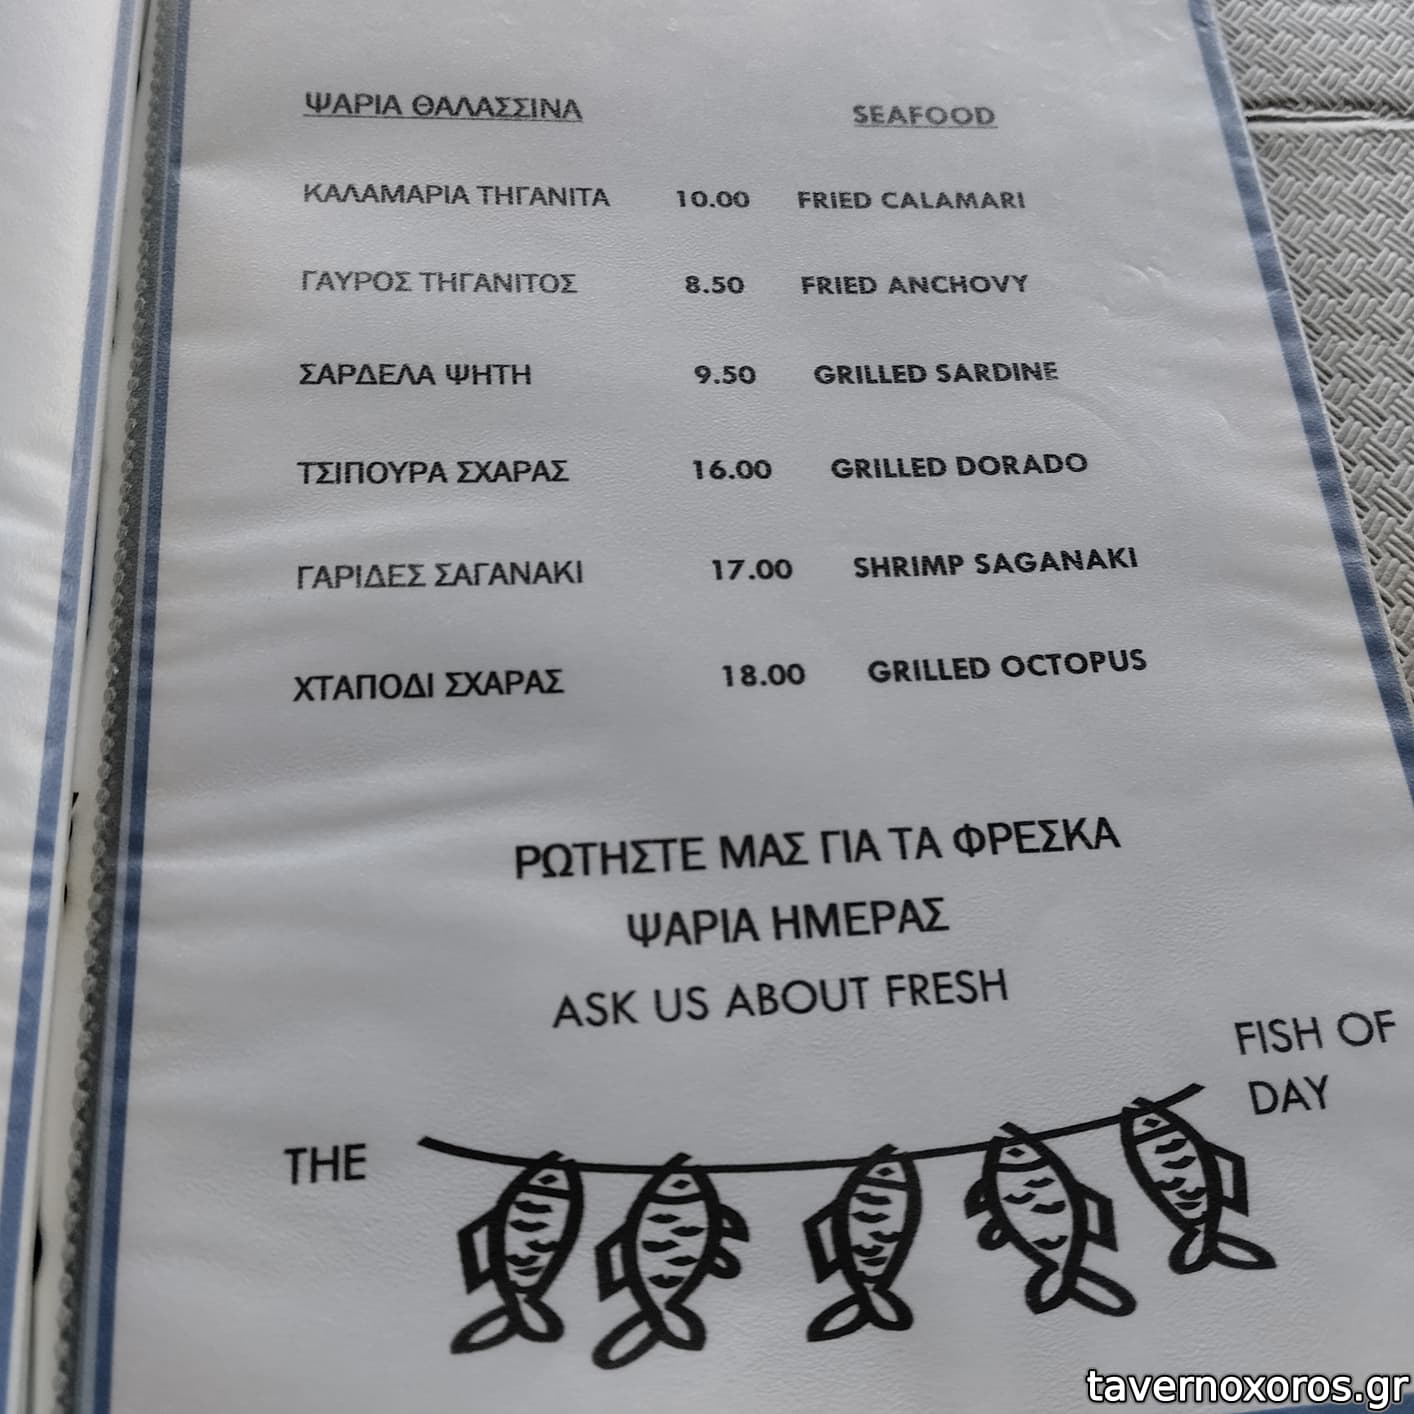 ΨΑΡΙΑ ΘΑΛΑΣΣΙΝΑ SEAFOOD
ΚΑΛΑΜΑΡΙΑ ΤΗΓΑΝΙΤΑ 10.00 FRIED CALAMARI
ΓΑΥΡΟΣ ΤΗΓΑΝΙΤΟΣ 8.50 FRIED ANCHOVY
ΣΑΡΔΕΛΑ ΨΗΤΗ 9.50 GRILLED SARDINE
ΤΣΙΠΟΥΡΑ ΣΧΑΡΑΣ 16.00 GRILLED DORADO
ΓΑΡΙΔΕΣ ΣΑΓΑΝΑΚΙ 17.00 SHRIMP SAGANAKI
ΧΤΑΠΟΔΙ ΣΧΑΡΑΣ 18.00 GRILLED OCTOPUS
ΡΩΤΗΣΤΕ ΜΑΣ ΓΙΑ ΤΑ ΦΡΕΣΚΑ
ΨΑΡΙΑ ΗΜΕΡΑΣ
ASK US ABOUT FRESH
FISH OF
THE DAY
tavernoxoros.gr